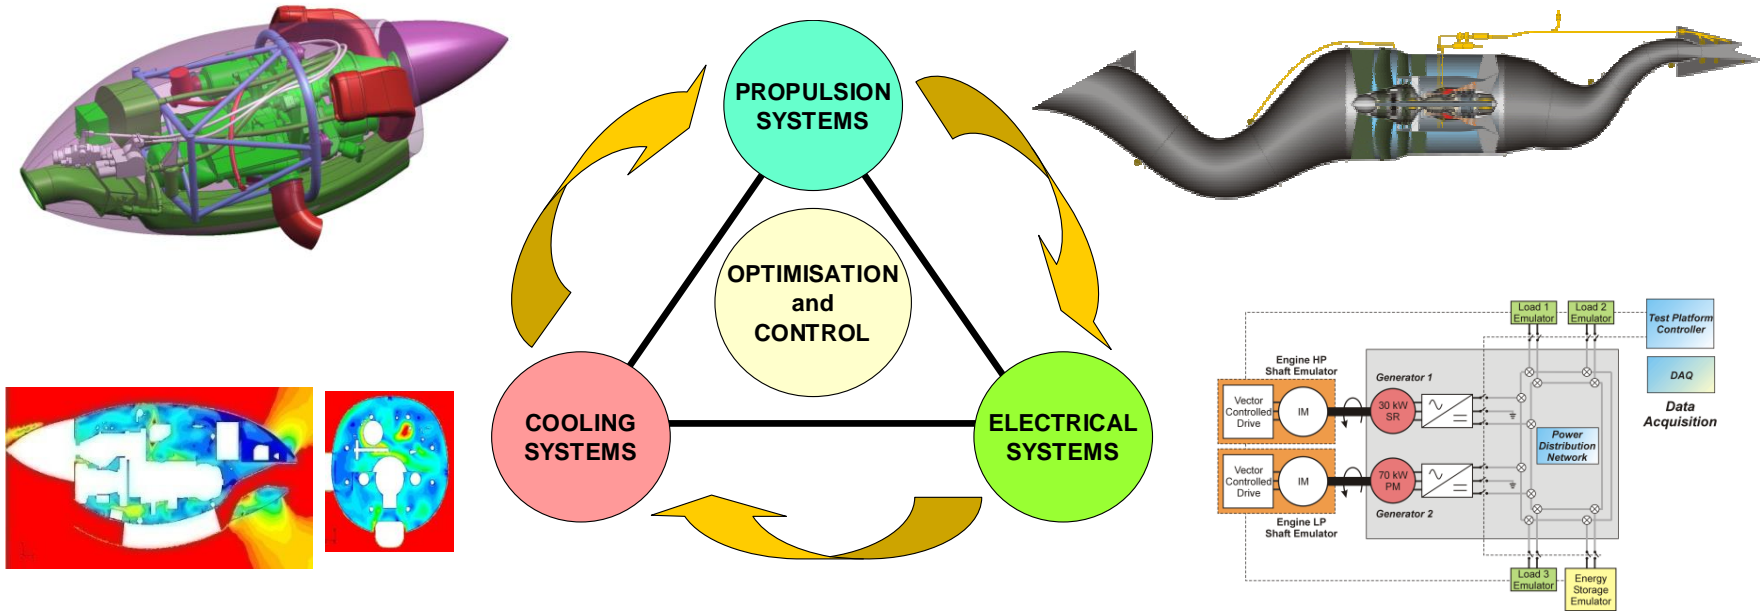 PROPULSION
SYSTEMS
OPTIMISATION
and
CONTROL
COOLING
SYSTEMS
ELECTRICAL
SYSTEMS
Load 1
Emulator
Load 2
Emulator
Test Platform
Controller
DAQ
Data
Acquisition
Engine HP
Shaft Emulator
Vector
Controlled
Drive
IM
Generator 1
30 kW
SR
Power
Distribution
Network
Vector
Controlled
Drive
IM
70 kW
PM
Generator 2
Engine LP
Shaft Emulator
Load 3
Emulator
Energy
Storage
Emulator